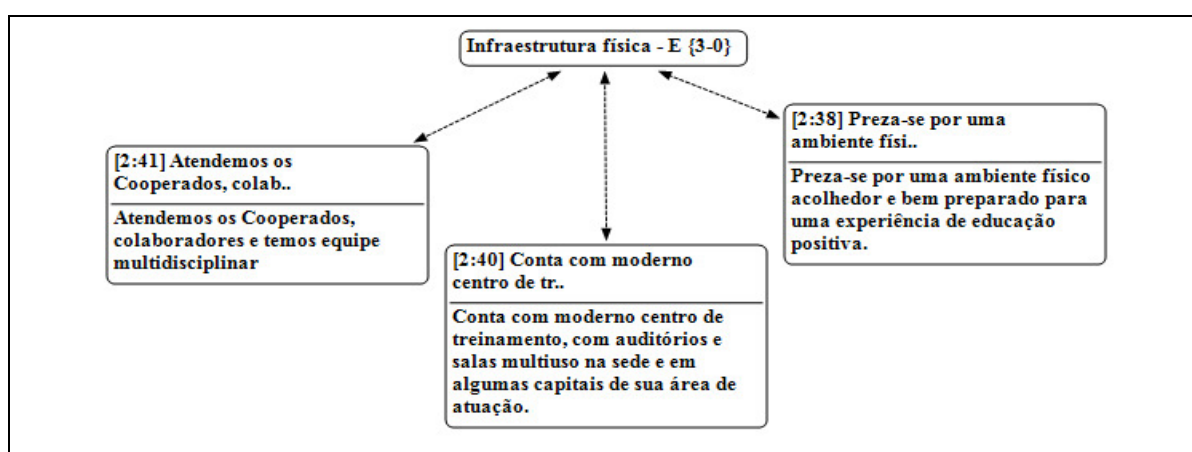 Infraestrutura física - E {3-0}
[2:41] Atendemos os
Cooperados, colab..
Atendemos os Cooperados,
colaboradores e temos equipe
multidisciplinar
[2:40] Conta com moderno
centro de tr..
Conta com moderno centro de
treinamento, com auditórios e
salas multiuso na sede e em
algumas capitais de sua área de
atuação.
[2:38] Preza-se por uma
ambiente físi..
Preza-se por uma ambiente físico
acolhedor e bem preparado para
uma experiência de educação
positiva.